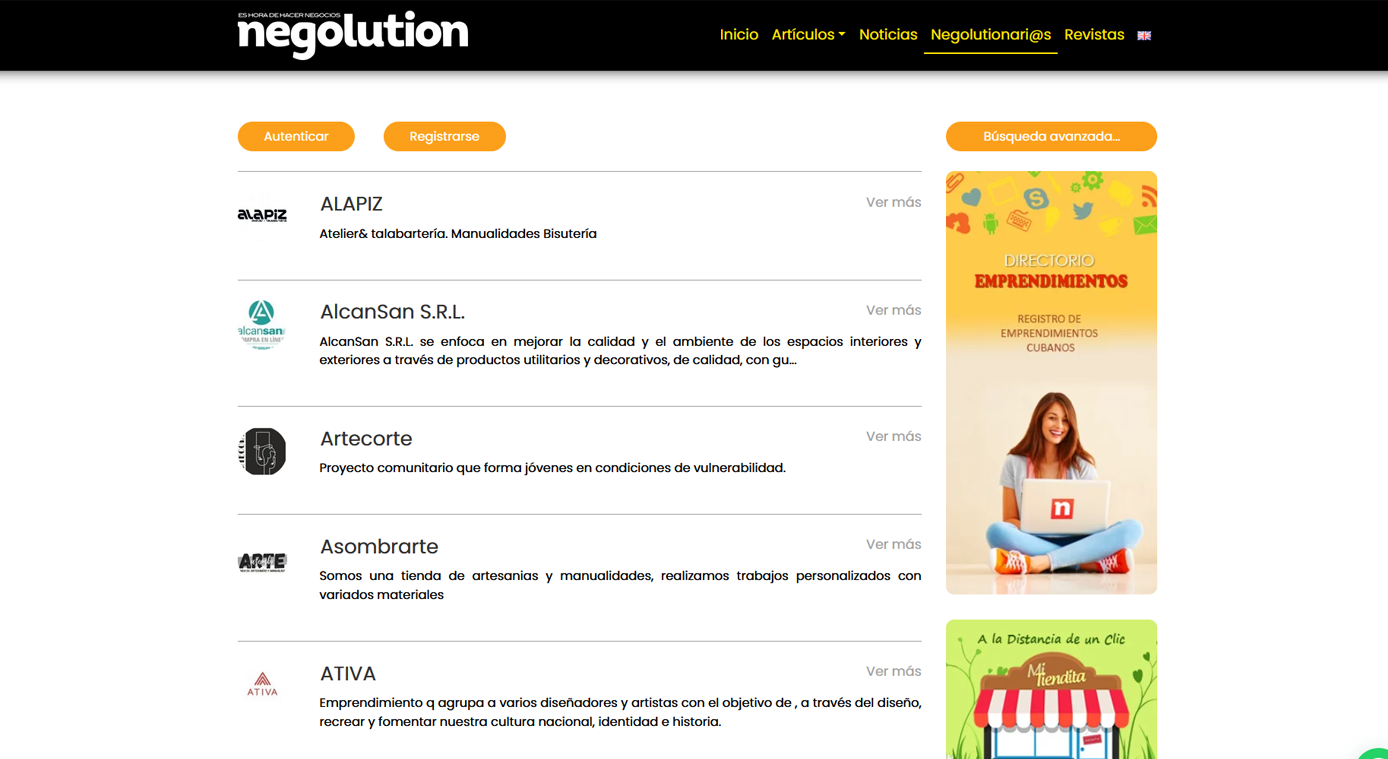 ES HORA DE HACER NEGOCIOS
negolution
Inicio Artículos Noticias Negolutionari@s Revistas
Autenticar Registrarse Búsqueda avanzada...
ALAPIZ
ALAPIZ Ver más
Atelier& talabartería. Manualidades Bisutería
alcansan
AlcanSan S.R.L. Ver más
AlcanSan S.R.L. se enfoca en mejorar la calidad y el ambiente de los espacios interiores y
exteriores a través de productos utilitarios y decorativos, de calidad, con gu...
Artecorte Ver más
Proyecto comunitario que forma jóvenes en condiciones de vulnerabilidad.
ARTE
Asombrarte Ver más
Somos una tienda de artesanias y manualidades, realizamos trabajos personalizados con
variados materiales
ATIVA
ATIVA Ver más
Emprendimiento q agrupa a varios diseñadores y artistas con el objetivo de , a través del diseño,
recrear y fomentar nuestra cultura nacional, identidad e historia.
DIRECTORIO
EMPRENDIMIENTOS
REGISTRO DE
EMPRENDIMIENTOS
CUBANOS
n
A la Distancia de un Clic
Mi
Tiendita